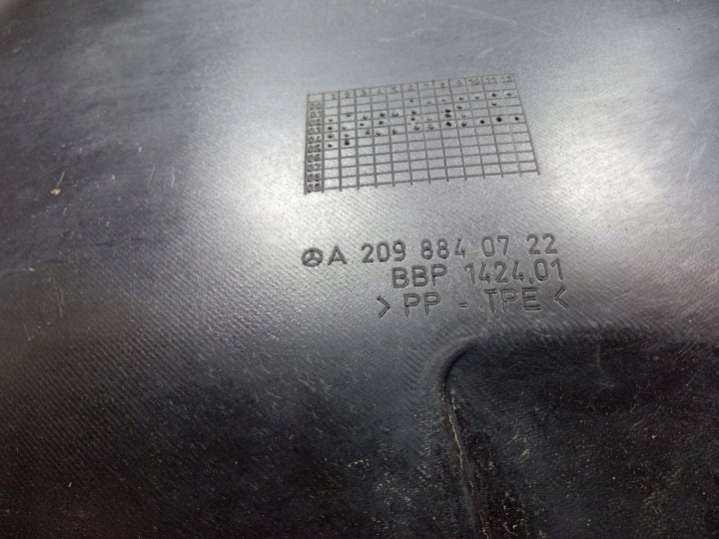 A 209 884 07 22
BBP 1424.01
> PP - TPE <